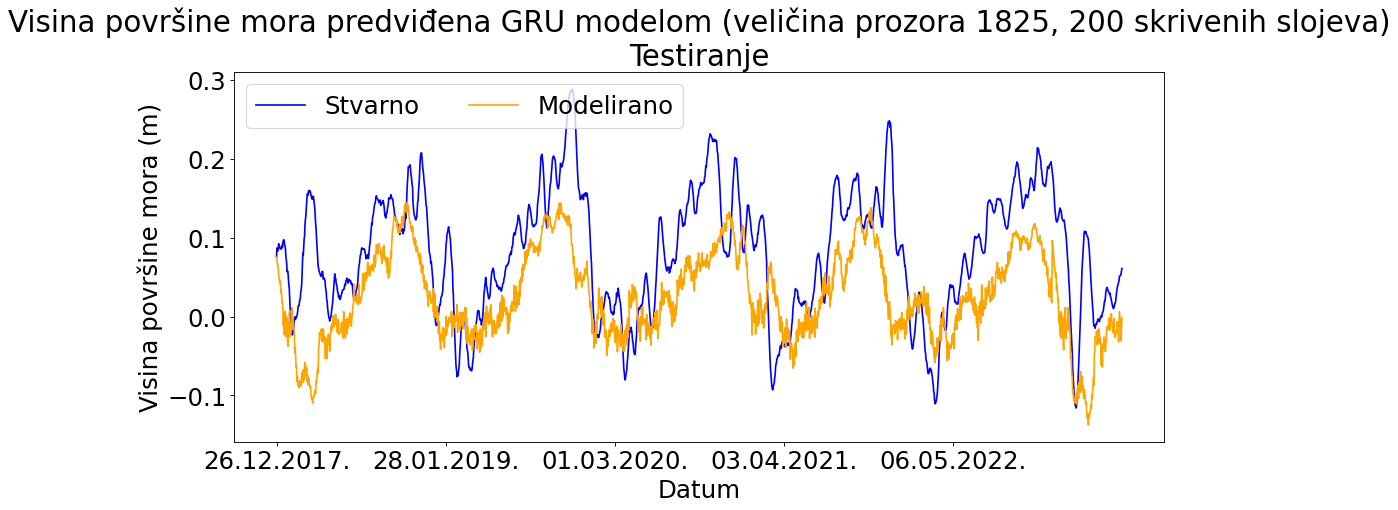 Visina površine mora predviđena GRU modelom (veličina prozora 1825, 200 skrivenih slojeva)
Testiranje
Stvarno
Modelirano
Visina površine mora (m)
0.3
0.2
0.1
0.0
−0.1
26.12.2017.
28.01.2019.
01.03.2020.
03.04.2021.
06.05.2022.
Datum